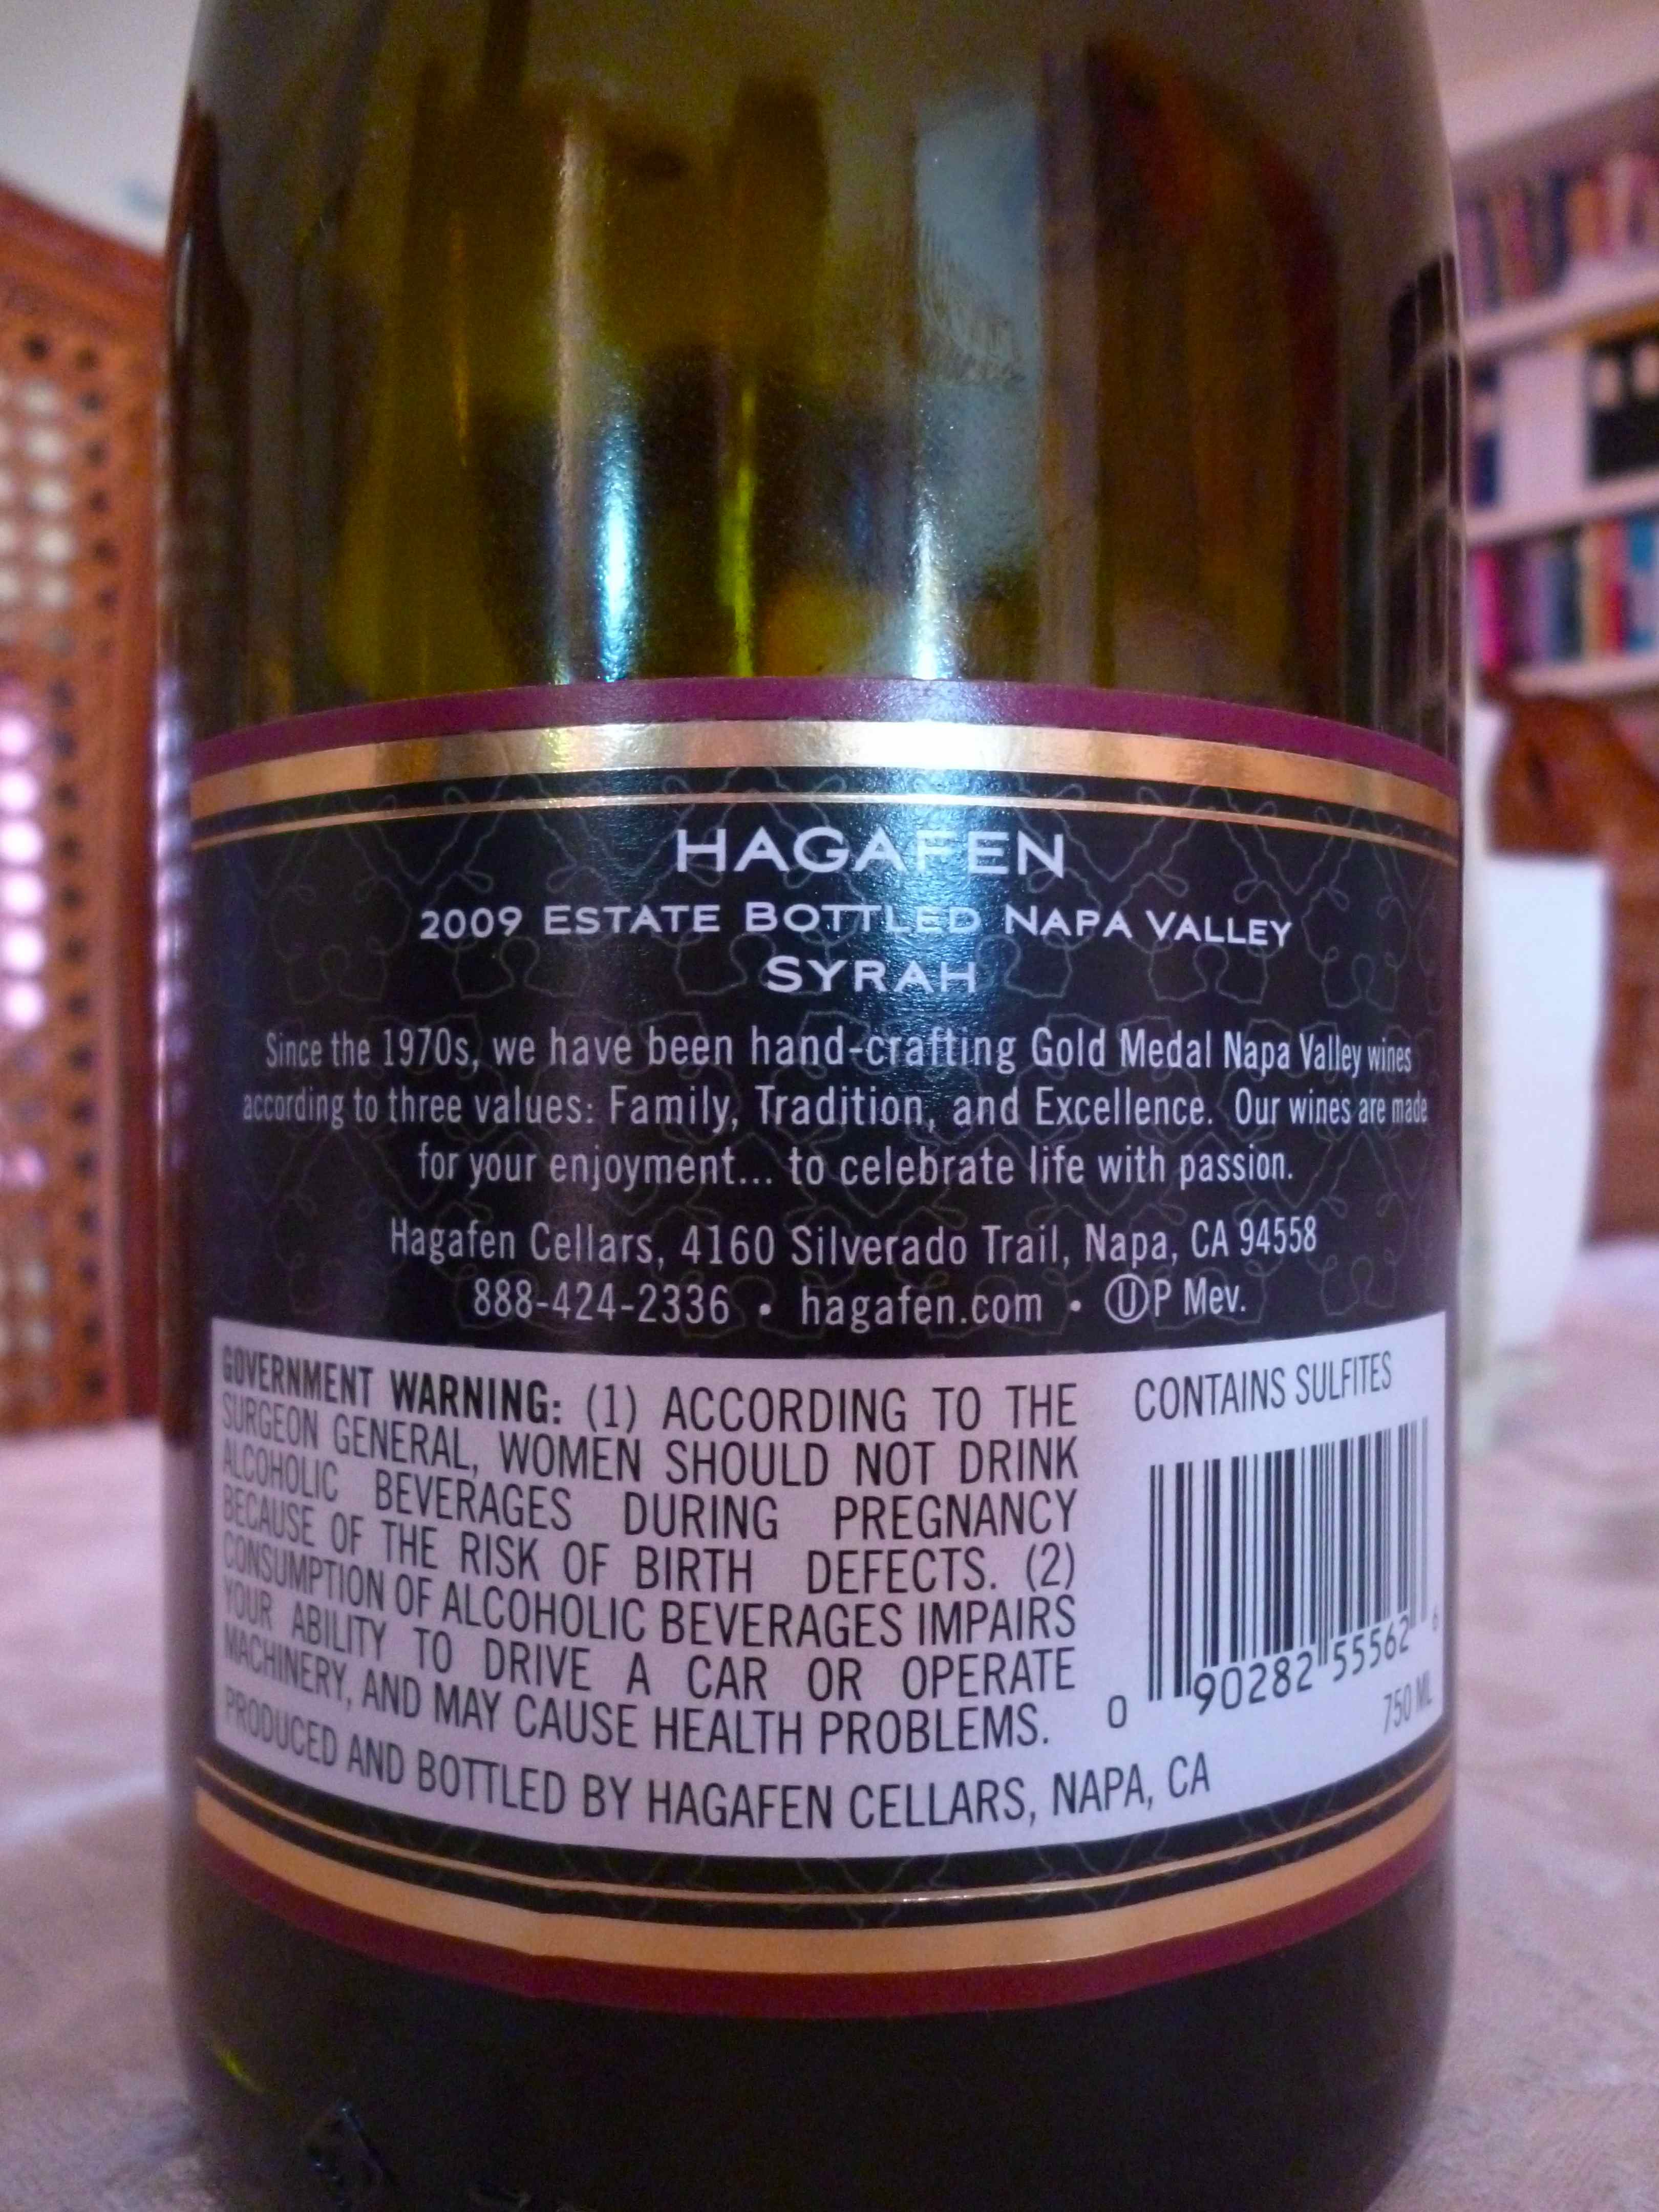 HAGAFEN
2009 ESTATE BOTTLED NAPA VALLEY
SYRAH
Since the 1970s, we have been hand-crafting Gold Medal Napa Valley wines
according to three values: Family, Tradition, and Excellence. Our wines are made
for your enjoyment... to celebrate life with passion.
Hagafen Cellars, 4160 Silverado Trail, Napa, CA 94558
888-424-2336 • hagafen.com • ⓊP Mev.
GOVERNMENT WARNING: (1) ACCORDING TO THE
SURGEON GENERAL, WOMEN SHOULD NOT DRINK
ALCOHOLIC BEVERAGES DURING PREGNANCY
BECAUSE OF THE RISK OF BIRTH DEFECTS. (2)
CONSUMPTION OF ALCOHOLIC BEVERAGES IMPAIRS
YOUR ABILITY TO DRIVE A CAR OR OPERATE
MACHINERY, AND MAY CAUSE HEALTH PROBLEMS.
PRODUCED AND BOTTLED BY HAGAFEN CELLARS, NAPA, CA
CONTAINS SULFITES
0 90282 55562 6
750 ML